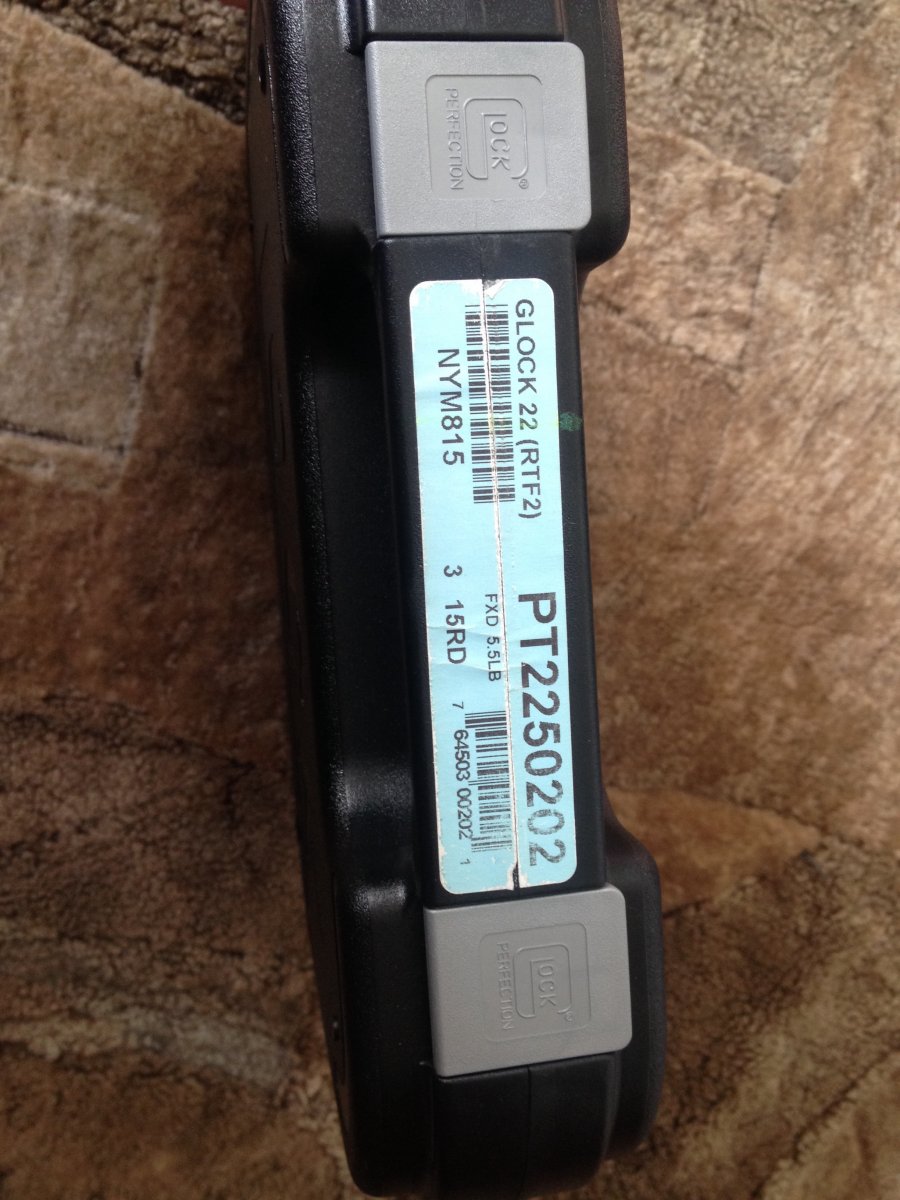 GLOCK ®
PERFECTION
GLOCK 22 (RTF2)
PT2250202
FXD 5.5LB
NYM815
3 15RD
7 64503 00202 1
GLOCK ®
PERFECTION